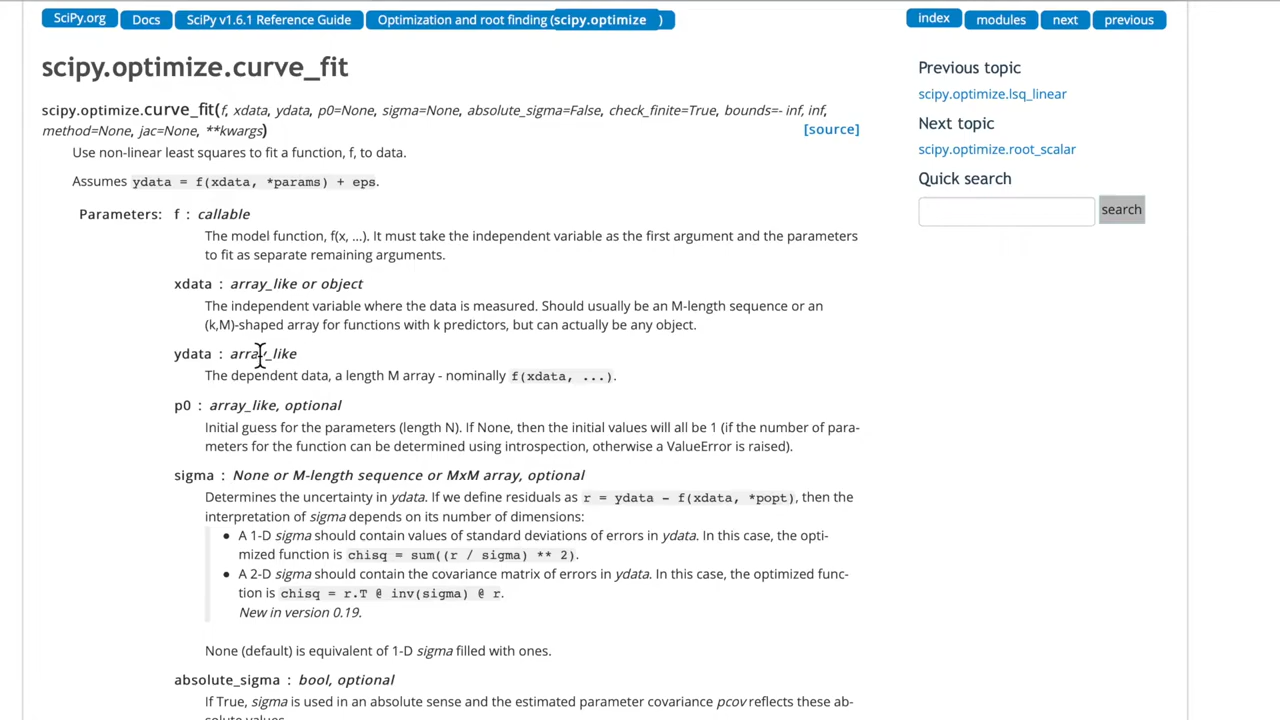 SciPy.org Docs SciPy v1.6.1 Reference Guide Optimization and root finding (scipy.optimize ) index modules next previous
scipy.optimize.curve_fit
scipy.optimize.curve_fit(f, xdata, ydata, p0=None, sigma=None, absolute_sigma=False, check_finite=True, bounds=- inf, inf,
method=None, jac=None, **kwargs) [source]
Use non-linear least squares to fit a function, f, to data.
Assumes ydata = f(xdata, *params) + eps.
Parameters: f : callable
The model function, f(x, …). It must take the independent variable as the first argument and the parameters
to fit as separate remaining arguments.
xdata : array_like or object
The independent variable where the data is measured. Should usually be an M-length sequence or an
(k,M)-shaped array for functions with k predictors, but can actually be any object.
ydata : array_like
The dependent data, a length M array - nominally f(xdata, ...).
p0 : array_like, optional
Initial guess for the parameters (length N). If None, then the initial values will all be 1 (if the number of para-
meters for the function can be determined using introspection, otherwise a ValueError is raised).
sigma : None or M-length sequence or MxM array, optional
Determines the uncertainty in ydata. If we define residuals as r = ydata - f(xdata, *popt), then the
interpretation of sigma depends on its number of dimensions:
• A 1-D sigma should contain values of standard deviations of errors in ydata. In this case, the opti-
mized function is chisq = sum((r / sigma) ** 2).
• A 2-D sigma should contain the covariance matrix of errors in ydata. In this case, the optimized func-
tion is chisq = r.T @ inv(sigma) @ r.
New in version 0.19.
None (default) is equivalent of 1-D sigma filled with ones.
absolute_sigma : bool, optional
If True, sigma is used in an absolute sense and the estimated parameter covariance pcov reflects these ab-
solute values.
Previous topic
scipy.optimize.lsq_linear
Next topic
scipy.optimize.root_scalar
Quick search
search